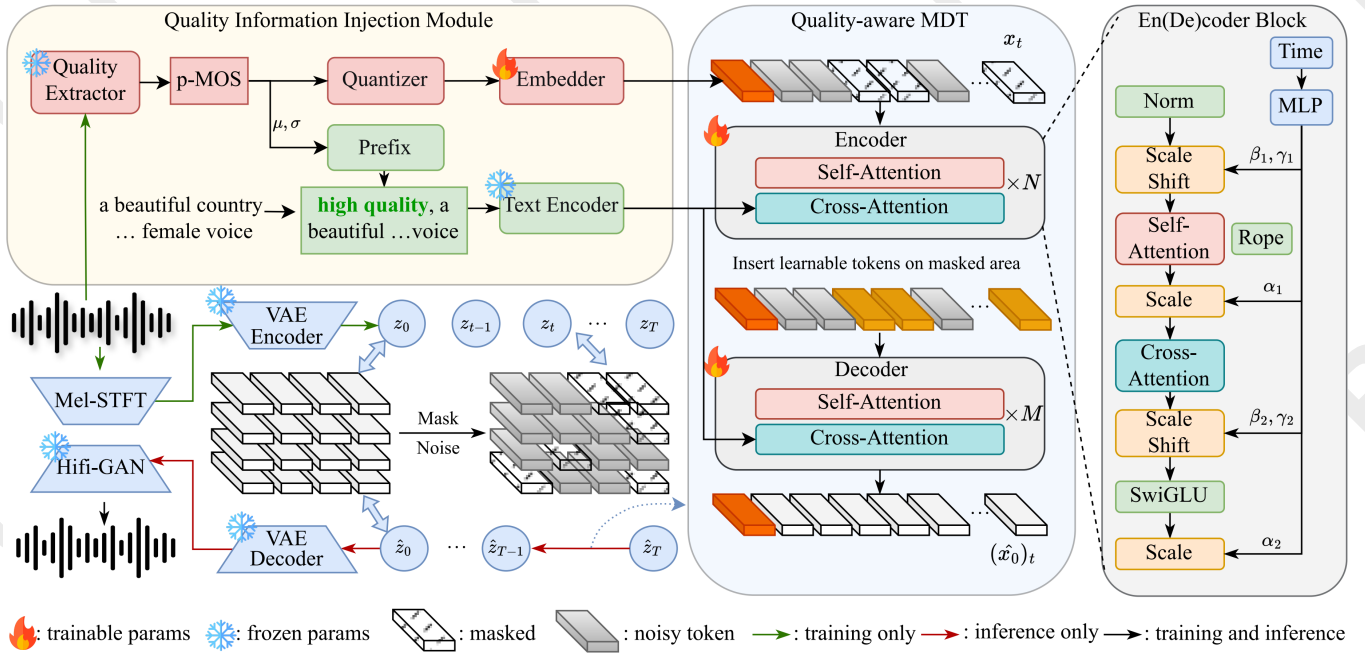 Quality Information Injection Module
Quality
Extractor
p-MOS
Quantizer
Embedder
μ, σ
Prefix
a beautiful country
… female voice
high quality, a
beautiful …voice
Text Encoder
VAE
Encoder
z_0
z_{t-1}
z_t
...
z_T
Mel-STFT
Mask
Noise
Hifi-GAN
VAE
Decoder
ẑ_0
...
ẑ_{T-1}
ẑ_T
Quality-aware MDT
x_t
...
Encoder
Self-Attention
×N
Cross-Attention
Insert learnable tokens on masked area
...
Decoder
Self-Attention
×M
Cross-Attention
...
(x̂_0)_t
En(De)coder Block
Time
MLP
Norm
Scale
Shift
β_1, γ_1
Self-
Attention
Rope
Scale
α_1
Cross-
Attention
Scale
Shift
β_2, γ_2
SwiGLU
Scale
α_2
: trainable params
: frozen params
: masked
: noisy token
: training only
: inference only
: training and inference